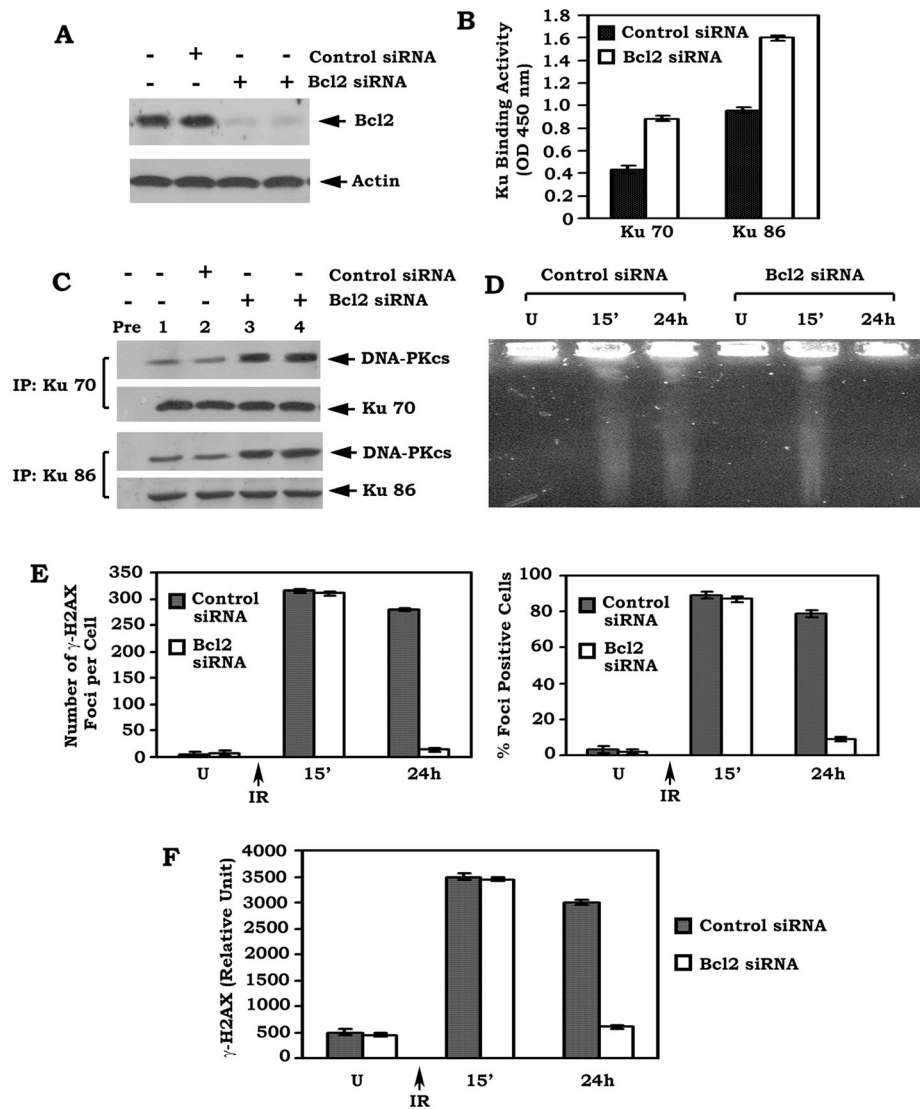 A
- + - - Control siRNA
- - + + Bcl2 siRNA
Bcl2
Actin
B
Ku Binding Activity
(OD 450 nm)
1.8
1.6
1.4
1.2
1.0
0.8
0.6
0.4
0.2
0
Control siRNA
Bcl2 siRNA
Ku 70 Ku 86
C
- - + - - Control siRNA
- - - + + Bcl2 siRNA
Pre 1 2 3 4
IP: Ku 70
DNA-PKcs
Ku 70
IP: Ku 86
DNA-PKcs
Ku 86
D
Control siRNA Bcl2 siRNA
U 15’ 24h U 15’ 24h
E
Number of γ-H2AX
Foci per Cell
350
300
250
200
150
100
50
0
Control
siRNA
Bcl2
siRNA
U 15’ 24h
IR
% Foci Positive Cells
100
80
60
40
20
0
Control
siRNA
Bcl2
siRNA
U 15’ 24h
IR
F
γ-H2AX (Relative Unit)
4000
3500
3000
2500
2000
1500
1000
500
0
Control siRNA
Bcl2 siRNA
U 15’ 24h
IR